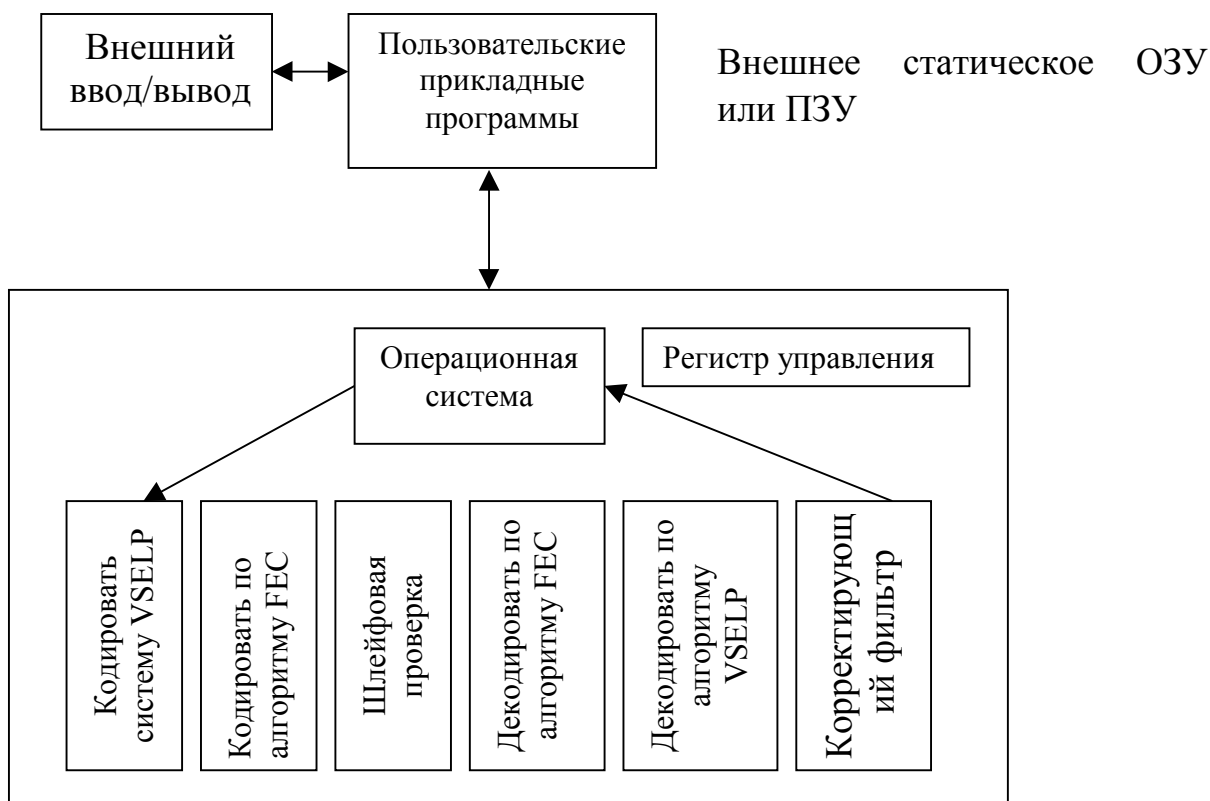 Внешний
ввод/вывод
Пользовательские
прикладные
программы
Внешнее статическое ОЗУ
или ПЗУ
Операционная
система
Регистр управления
Кодировать
систему VSELP
Кодировать по
алгоритму FEC
Шлейфовая
проверка
Декодировать по
алгоритму FEC
Декодировать по
алгоритму
VSELP
Корректирующ
ий фильтр